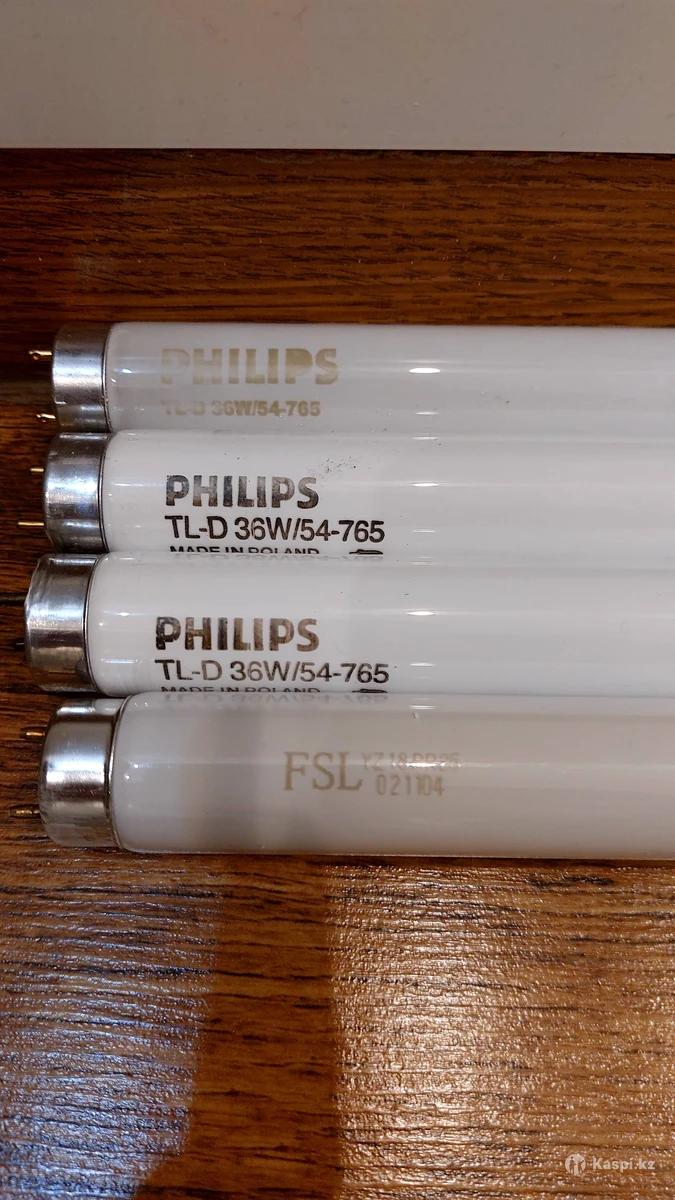 PHILIPS
TL-D 36W/54-765
PHILIPS
TL-D 36W/54-765
MADE IN POLAND
PHILIPS
TL-D 36W/54-765
MADE IN POLAND
FSL YZ18RR26
021104
Kaspi.kz